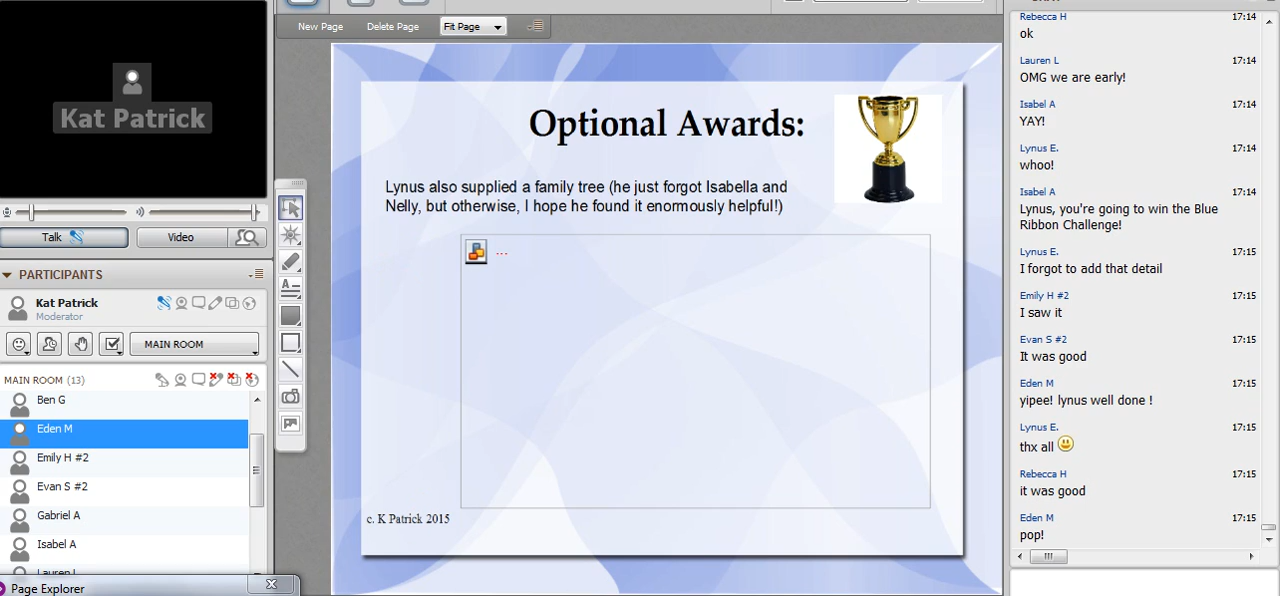 Kat Patrick
Talk
Video
PARTICIPANTS
Kat Patrick
Moderator
MAIN ROOM
MAIN ROOM (13)
Ben G
Eden M
Emily H #2
Evan S #2
Gabriel A
Isabel A
Lauren L
Page Explorer
New Page
Delete Page
Fit Page
Optional Awards:
Lynus also supplied a family tree (he just forgot Isabella and
Nelly, but otherwise, I hope he found it enormously helpful!)
...
c. K Patrick 2015
Rebecca H 17:14
ok
Lauren L 17:14
OMG we are early!
Isabel A 17:14
YAY!
Lynus E. 17:14
whoo!
Isabel A 17:14
Lynus, you're going to win the Blue
Ribbon Challenge!
Lynus E. 17:15
I forgot to add that detail
Emily H #2 17:15
I saw it
Evan S #2 17:15
It was good
Eden M 17:15
yipee! lynus well done !
Lynus E. 17:15
thx all
Rebecca H 17:15
it was good
Eden M 17:15
pop!